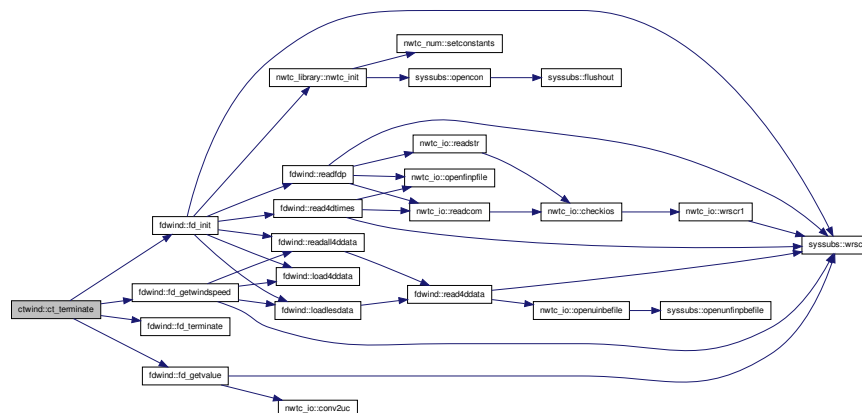 nwtc_num::setconstants
nwtc_library::nwtc_init
syssubs::opencon
syssubs::flushout
nwtc_io::readstr
fdwind::readfdp
nwtc_io::openfinpfile
fdwind::read4dtimes
nwtc_io::readcom
nwtc_io::checkios
nwtc_io::wrscr1
fdwind::fd_init
fdwind::readall4ddata
syssubs::wrsc
fdwind::load4ddata
fdwind::fd_getwindspeed
fdwind::read4ddata
ctwind::ct_terminate
fdwind::loadlesdata
nwtc_io::openuinbefile
syssubs::openunfinpbefile
fdwind::fd_terminate
fdwind::fd_getvalue
nwtc_io::conv2uc